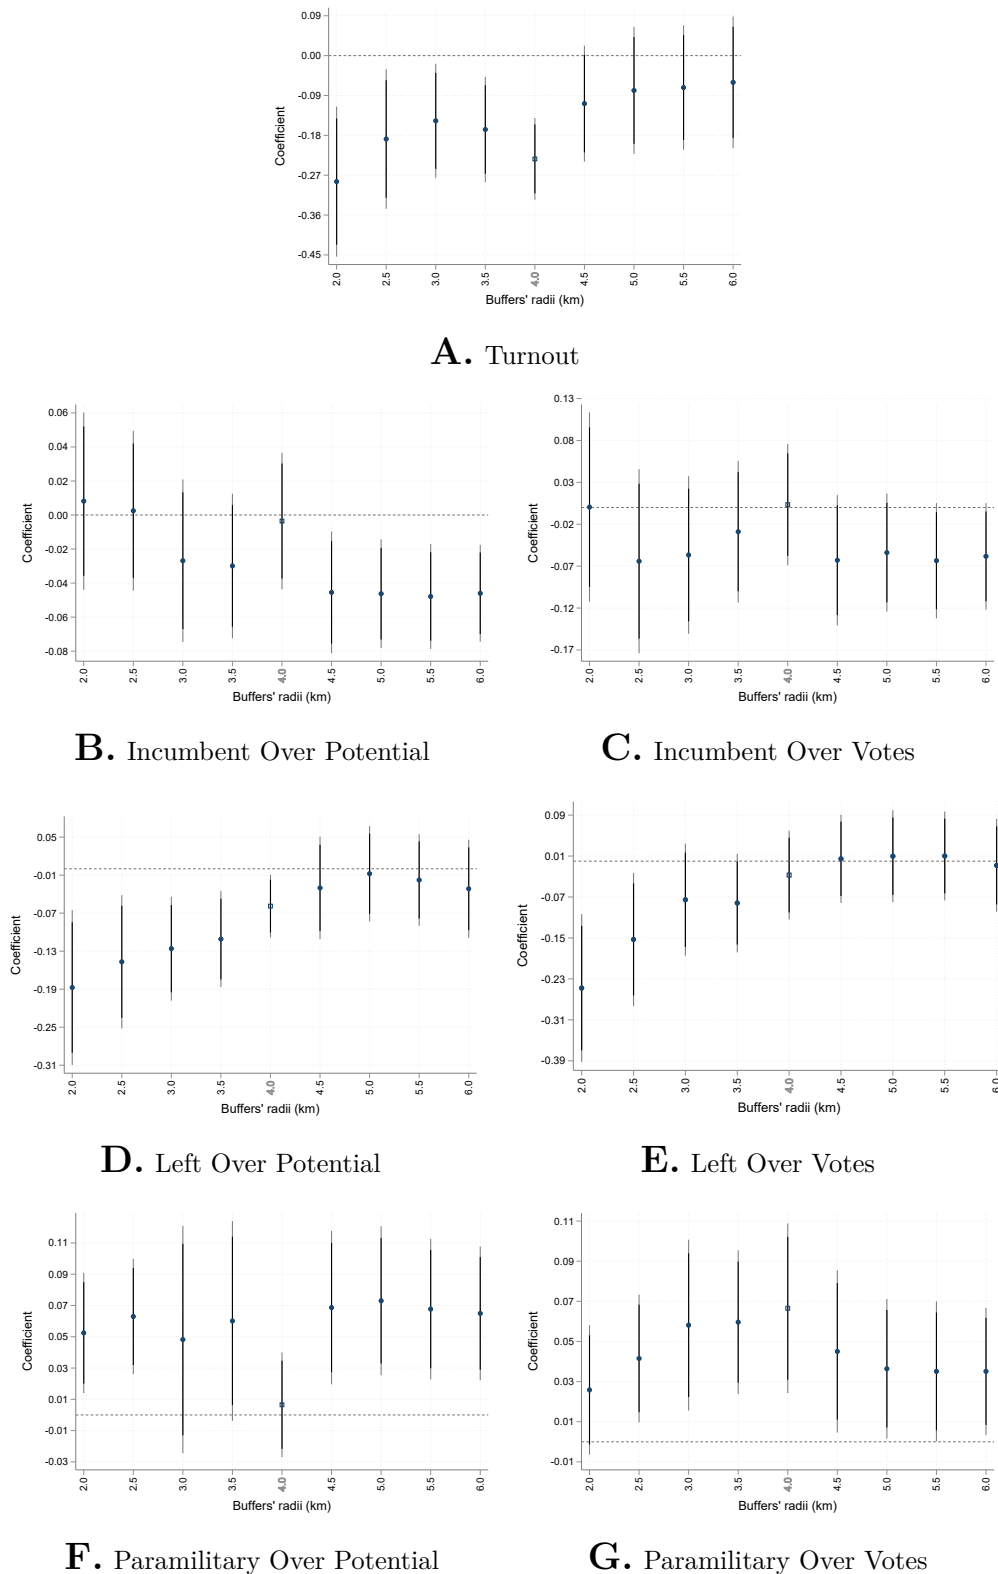 0.09
0.00
-0.09
-0.18
-0.27
-0.36
-0.45
Coefficient
2.0 2.5 3.0 3.5 4.0 4.5 5.0 5.5 6.0
Buffers' radii (km)
A. Turnout
0.06
0.04
0.02
0.00
-0.02
-0.04
-0.06
-0.08
Coefficient
2.0 2.5 3.0 3.5 4.0 4.5 5.0 5.5 6.0
Buffers' radii (km)
B. Incumbent Over Potential
0.13
0.08
0.03
-0.02
-0.07
-0.12
-0.17
Coefficient
2.0 2.5 3.0 3.5 4.0 4.5 5.0 5.5 6.0
Buffers' radii (km)
C. Incumbent Over Votes
0.05
-0.01
-0.07
-0.13
-0.19
-0.25
-0.31
Coefficient
2.0 2.5 3.0 3.5 4.0 4.5 5.0 5.5 6.0
Buffers' radii (km)
D. Left Over Potential
0.09
0.01
-0.07
-0.15
-0.23
-0.31
-0.39
Coefficient
2.0 2.5 3.0 3.5 4.0 4.5 5.0 5.5 6.0
Buffers' radii (km)
E. Left Over Votes
0.11
0.09
0.07
0.05
0.03
0.01
-0.01
-0.03
Coefficient
2.0 2.5 3.0 3.5 4.0 4.5 5.0 5.5 6.0
Buffers' radii (km)
F. Paramilitary Over Potential
0.11
0.09
0.07
0.05
0.03
0.01
-0.01
Coefficient
2.0 2.5 3.0 3.5 4.0 4.5 5.0 5.5 6.0
Buffers' radii (km)
G. Paramilitary Over Votes